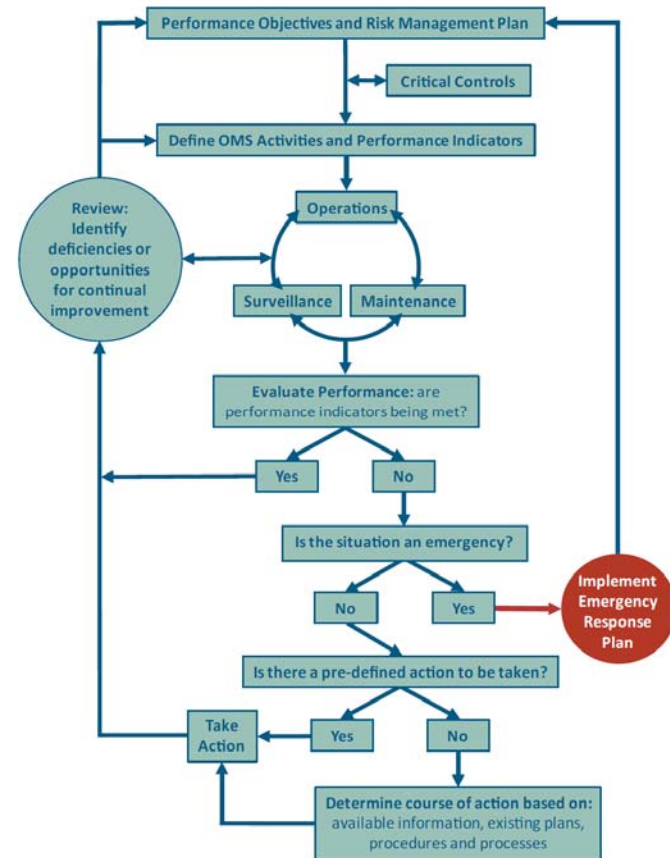 Performance Objectives and Risk Management Plan
Critical Controls
Define OMS Activities and Performance Indicators
Review:
Identify
deficiencies or
opportunities
for continual
improvement
Operations
Surveillance
Maintenance
Evaluate Performance: are
performance indicators being met?
Yes
No
Is the situation an emergency?
No
Yes
Implement
Emergency
Response
Plan
Is there a pre-defined action to be taken?
Take
Action
Yes
No
Determine course of action based on:
available information, existing plans,
procedures and processes